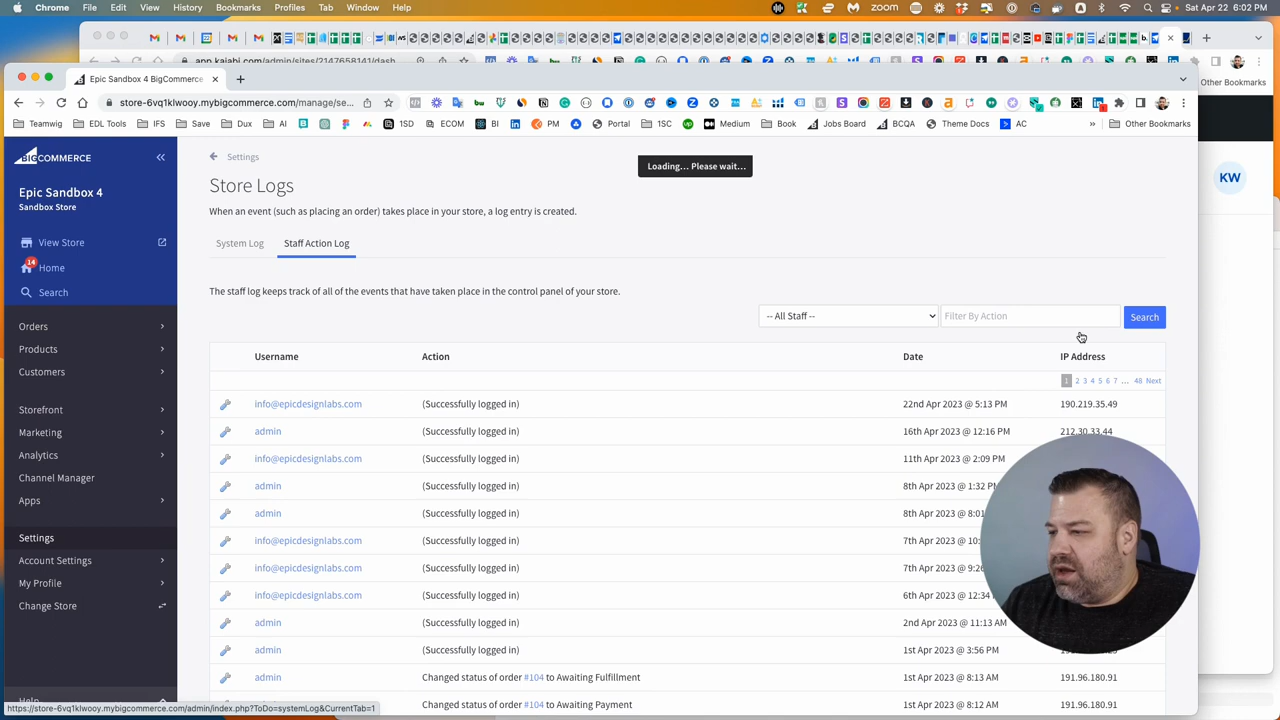 Chrome File Edit View History Bookmarks Profiles Tab Window Help
ZOOM
Sat Apr 22 6:02 PM
app.kajabi.com/admin/sites/2147658141/dash
Epic Sandbox 4 BigCommerce
store-6vq1klwooy.mybigcommerce.com/manage/se...
Other Bookmarks
Teamwig EDL Tools IFS Save Dux AI 1SD ECOM PM Portal 1SC Medium Book Jobs Board BCQA Theme Docs AC » Other Bookmarks
BIGCOMMERCE
Epic Sandbox 4
Sandbox Store
View Store
14
Home
Search
Orders
Products
Customers
Storefront
Marketing
Analytics
Channel Manager
Apps
Settings
Account Settings
My Profile
Change Store
Help
Settings
Loading... Please wait...
KW
Store Logs
When an event (such as placing an order) takes place in your store, a log entry is created.
System Log Staff Action Log
The staff log keeps track of all of the events that have taken place in the control panel of your store.
-- All Staff -- Filter By Action Search
Username Action Date IP Address
1 2 3 4 5 6 7 ... 48 Next
info@epicdesignlabs.com (Successfully logged in) 22nd Apr 2023 @ 5:13 PM 190.219.35.49
admin (Successfully logged in) 16th Apr 2023 @ 12:16 PM 212.30.33.44
info@epicdesignlabs.com (Successfully logged in) 11th Apr 2023 @ 2:09 PM
admin (Successfully logged in) 8th Apr 2023 @ 1:32 PM
admin (Successfully logged in) 8th Apr 2023 @ 8:01
info@epicdesignlabs.com (Successfully logged in) 7th Apr 2023 @ 10:
info@epicdesignlabs.com (Successfully logged in) 7th Apr 2023 @ 9:26
info@epicdesignlabs.com (Successfully logged in) 6th Apr 2023 @ 12:34
admin (Successfully logged in) 2nd Apr 2023 @ 11:13 AM
admin (Successfully logged in) 1st Apr 2023 @ 3:56 PM
admin Changed status of order #104 to Awaiting Fulfillment 1st Apr 2023 @ 8:13 AM 191.96.180.91
Changed status of order #104 to Awaiting Payment 1st Apr 2023 @ 8:12 AM 191.96.180.91
https://store-6vq1klwooy.mybigcommerce.com/admin/index.php?ToDo=systemLog&CurrentTab=1